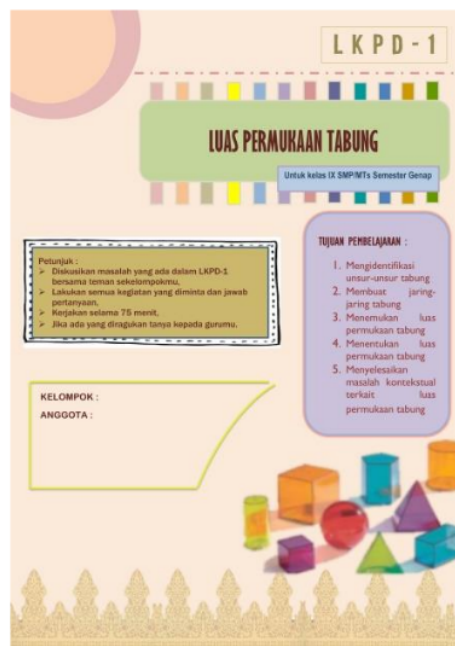 LKPD-1
LUAS PERMUKAAN TABUNG
Untuk kelas IX SMP/MTs Semester Genap
Petunjuk :
➢ Diskusikan masalah yang ada dalam LKPD-1
bersama teman sekelompokmu,
➢ Lakukan semua kegiatan yang diminta dan jawab
pertanyaan,
➢ Kerjakan selama 75 menit,
➢ Jika ada yang diragukan tanya kepada gurumu.
TUJUAN PEMBELAJARAN :
1. Mengidentifikasi
unsur-unsur tabung
2. Membuat jaring-
jaring tabung
3. Menemukan luas
permukaan tabung
4. Menentukan luas
permukaan tabung
5. Menyelesaikan
masalah kontekstual
terkait luas
permukaan tabung
KELOMPOK :
ANGGOTA :